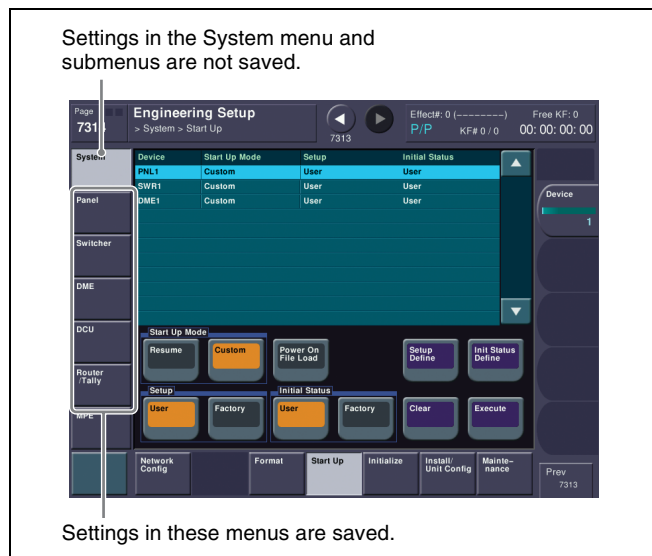 Settings in the System menu and
submenus are not saved.
Page
7313
Engineering Setup
> System > Start Up
7313
Effect#: 0 (--------)
P/P KF# 0 / 0
Free KF: 0
00: 00: 00: 00
System
Panel
Switcher
DME
DCU
Router
/Tally
MPE
Device Start Up Mode Setup Initial Status
PNL1 Custom User User
SWR1 Custom User User
DME1 Custom User User
Device
1
Start Up Mode
Resume
Custom
Power On
File Load
Setup
Define
Init Status
Define
Setup
User
Factory
Initial Status
User
Factory
Clear
Execute
Network
Config
Format
Start Up
Initialize
Install/
Unit Config
Mainte-
nance
Prev
7313
Settings in these menus are saved.